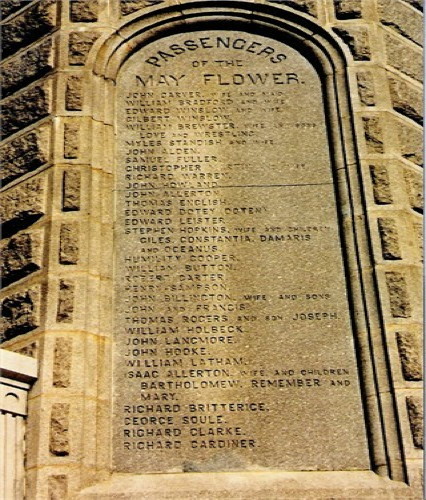 PASSENGERS
OF THE
MAY FLOWER.
JOHN CARVER, WIFE AND MAID.
WILLIAM BRADFORD AND WIFE.
EDWARD WINSLOW AND WIFE.
GILBERT WINSLOW.
WILLIAM BREWSTER, WIFE
LOVE AND WRESTLING.
MYLES STANDISH AND WIFE.
JOHN ALDEN.
SAMUEL FULLER.
CHRISTOPHER
RICHARD WARREN.
JOHN HOWLAND
JOHN ALLERTON.
THOMAS ENGLISH.
EDWARD DOTEY
EDWARD LEISTER.
STEPHEN HOPKINS, WIFE AND CHILDREN
GILES, CONSTANTIA, DAMARIS
AND OCEANUS.
HUMILITY COOPER.
WILLIAM BUTTON.
ROBERT CARTER.
HENRY SAMPSON.
JOHN BILLINGTON, WIFE AND SONS
JOHN AND FRANCIS.
THOMAS ROGERS AND SON JOSEPH.
WILLIAM HOLBECK.
JOHN LANGMORE.
JOHN HOOKE.
WILLIAM LATHAM.
ISAAC ALLERTON, WIFE AND CHILDREN
BARTHOLOMEW, REMEMBER AND
MARY.
RICHARD BRITTERIGE.
GEORGE SOULE.
RICHARD CLARKE.
RICHARD GARDINER.